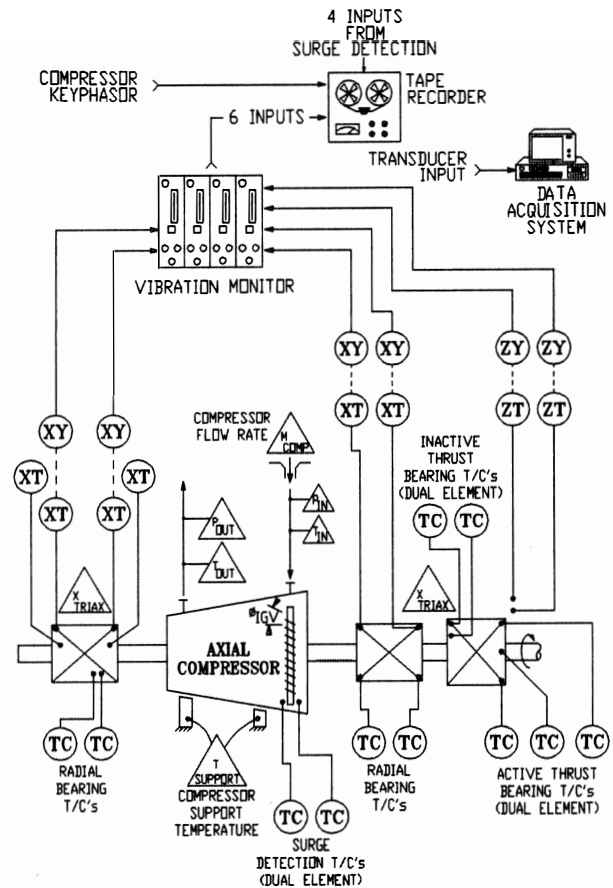 4 INPUTS
FROM
SURGE DETECTION
COMPRESSOR
KEYPHASOR
TAPE
RECORDER
6 INPUTS
TRANSDUCER
INPUT
DATA
ACQUISITION
SYSTEM
VIBRATION MONITOR
XY
XY
ZY
ZY
XT
XT
ZT
ZT
COMPRESSOR
FLOW RATE
M
COMP
XY
XY
INACTIVE
THRUST
BEARING T/C's
(DUAL ELEMENT)
XT
XT
XT
XT
P
OUT
P
IN
TC
TC
T
OUT
T
IN
X
TRIAX
X
TRIAX
ØIGV
AXIAL
COMPRESSOR
TC
TC
RADIAL
BEARING
T/C's
T
SUPPORT
COMPRESSOR
SUPPORT
TEMPERATURE
TC
TC
SURGE
DETECTION T/C's
(DUAL ELEMENT)
TC
TC
RADIAL
BEARING
T/C's
TC
TC
TC
ACTIVE THRUST
BEARING T/C's
(DUAL ELEMENT)